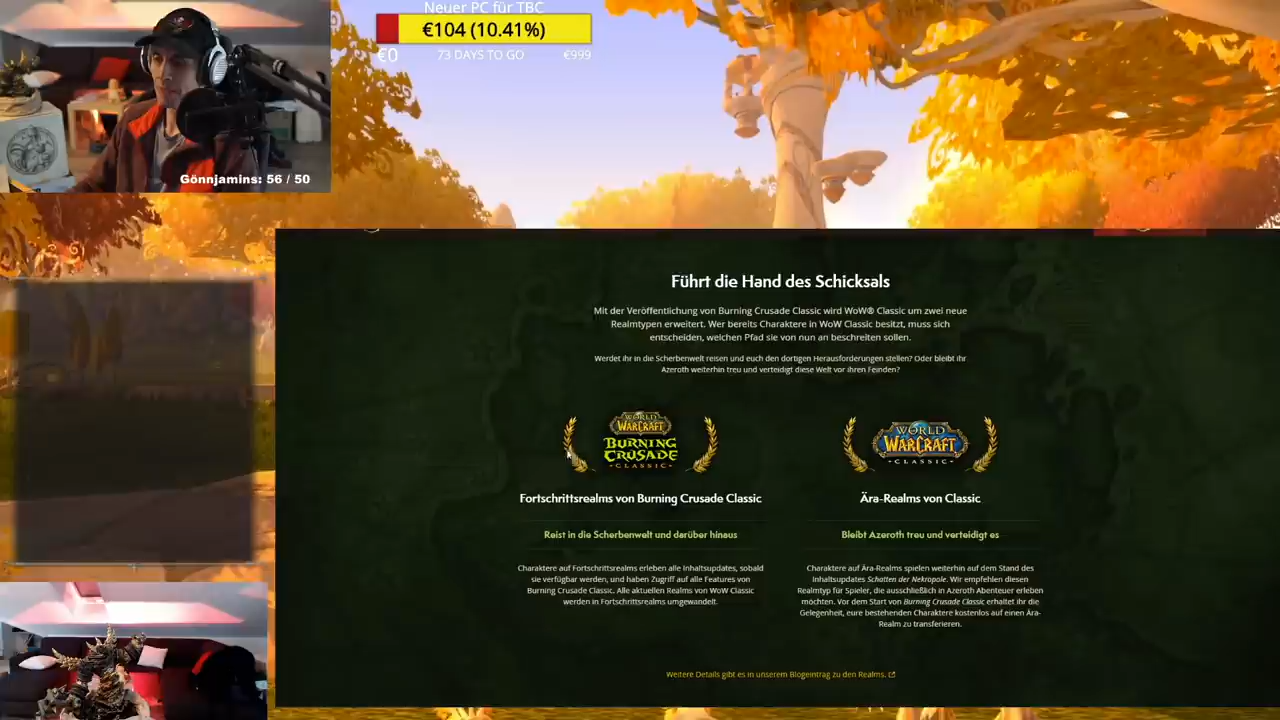 Neuer PC für TBC
€104 (10.41%)
€0 73 DAYS TO GO €999
Gönnjamins: 56 / 50
Führt die Hand des Schicksals
Mit der Veröffentlichung von Burning Crusade Classic wird WoW® Classic um zwei neue
Realmtypen erweitert. Wer bereits Charaktere in WoW Classic besitzt, muss sich
entscheiden, welchen Pfad sie von nun an beschreiten sollen.
Werdet ihr in die Scherbenwelt reisen und euch den dortigen Herausforderungen stellen? Oder bleibt ihr
Azeroth weiterhin treu und verteidigt diese Welt vor ihren Feinden?
WORLD
WARCRAFT
BURNING
CRUSADE
CLASSIC
Fortschrittsrealms von Burning Crusade Classic
Reist in die Scherbenwelt und darüber hinaus
Charaktere auf Fortschrittsrealms erleben alle Inhaltsupdates, sobald
sie verfügbar werden, und haben Zugriff auf alle Features von
Burning Crusade Classic. Alle aktuellen Realms von WoW Classic
werden in Fortschrittsrealms umgewandelt.
WORLD
WARCRAFT
CLASSIC
Ära-Realms von Classic
Bleibt Azeroth treu und verteidigt es
Charaktere auf Ära-Realms spielen weiterhin auf dem Stand des
Inhaltsupdates Schatten der Nekropole. Wir empfehlen diesen
Realmtyp für Spieler, die ausschließlich in Azeroth Abenteuer erleben
möchten. Vor dem Start von Burning Crusade Classic erhaltet ihr die
Gelegenheit, eure bestehenden Charaktere kostenlos auf einen Ära-
Realm zu transferieren.
Weitere Details gibt es in unserem Blogeintrag zu den Realms.